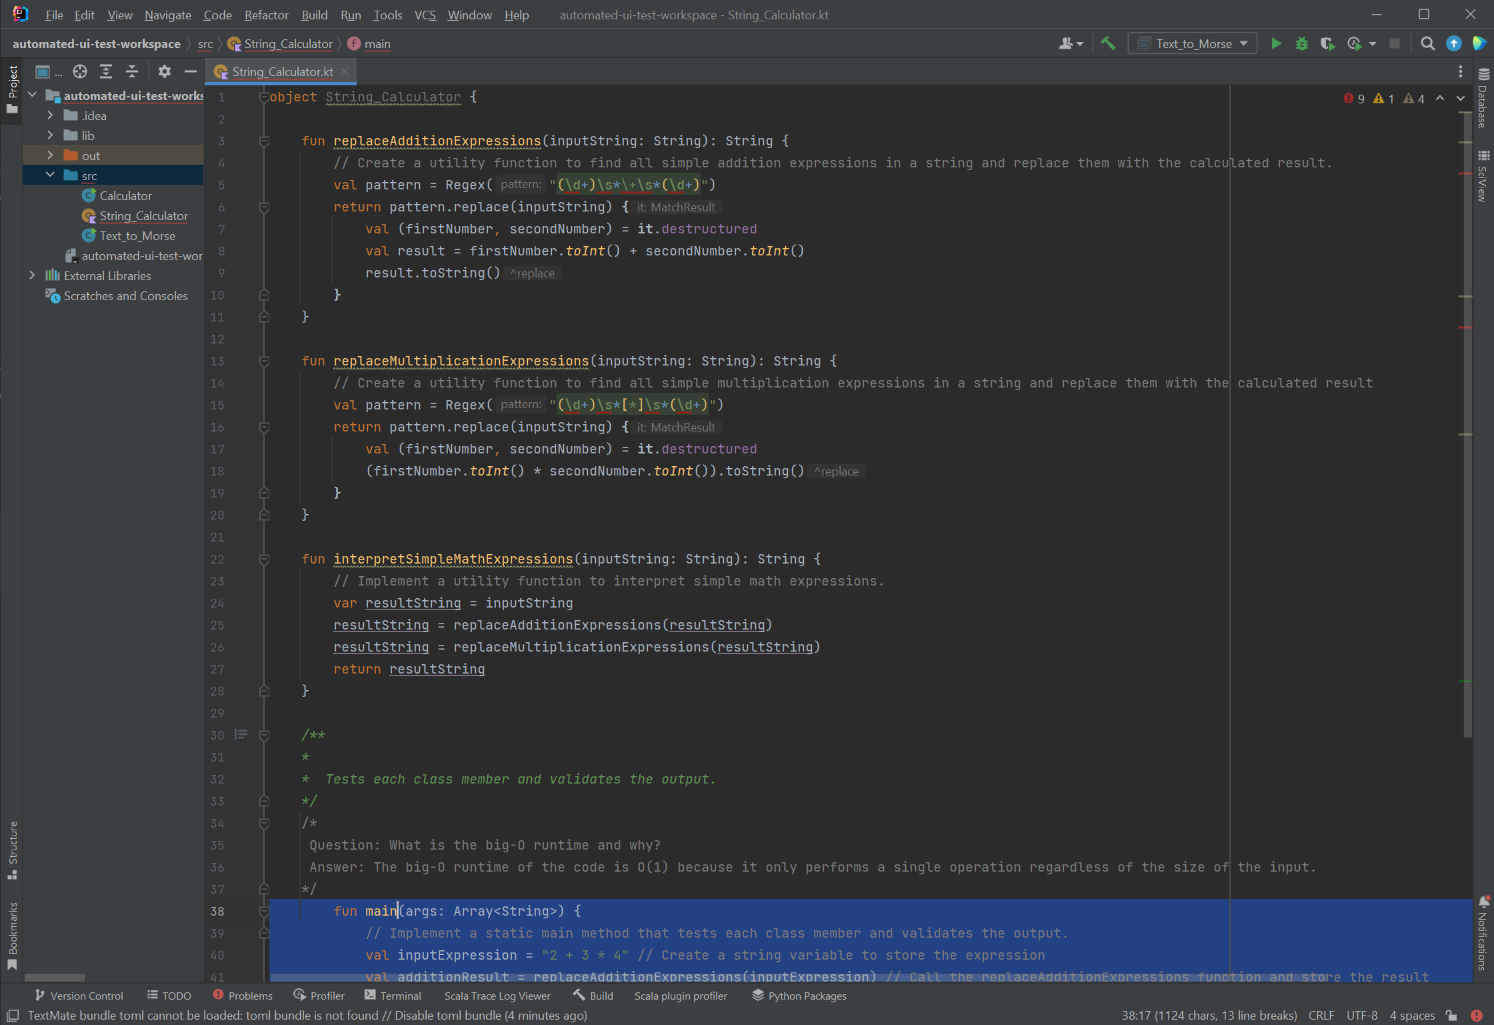 File Edit View Navigate Code Refactor Build Run Tools VCS Window Help automated-ui-test-workspace - String_Calculator.kt
automated-ui-test-workspace src String_Calculator main Text_to_Morse
Project
... String_Calculator.kt
automated-ui-test-works
.idea
lib
out
src
Calculator
String_Calculator
Text_to_Morse
automated-ui-test-wor
External Libraries
Scratches and Consoles
9 1 4
1 object String_Calculator {
2
3 fun replaceAdditionExpressions(inputString: String): String {
4 // Create a utility function to find all simple addition expressions in a string and replace them with the calculated result.
5 val pattern = Regex( pattern: "(\d+)\s*\+\s*(\d+)")
6 return pattern.replace(inputString) { it: MatchResult
7 val (firstNumber, secondNumber) = it.destructured
8 val result = firstNumber.toInt() + secondNumber.toInt()
9 result.toString() ^replace
10 }
11 }
12
13 fun replaceMultiplicationExpressions(inputString: String): String {
14 // Create a utility function to find all simple multiplication expressions in a string and replace them with the calculated result
15 val pattern = Regex( pattern: "(\d+)\s*[*]\s*(\d+)")
16 return pattern.replace(inputString) { it: MatchResult
17 val (firstNumber, secondNumber) = it.destructured
18 (firstNumber.toInt() * secondNumber.toInt()).toString() ^replace
19 }
20 }
21
22 fun interpretSimpleMathExpressions(inputString: String): String {
23 // Implement a utility function to interpret simple math expressions.
24 var resultString = inputString
25 resultString = replaceAdditionExpressions(resultString)
26 resultString = replaceMultiplicationExpressions(resultString)
27 return resultString
28 }
29
30 /**
31 *
32 * Tests each class member and validates the output.
33 */
34 /*
35 Question: What is the big-O runtime and why?
36 Answer: The big-O runtime of the code is O(1) because it only performs a single operation regardless of the size of the input.
37 */
38 fun main(args: Array<String>) {
39 // Implement a static main method that tests each class member and validates the output.
40 val inputExpression = "2 + 3 * 4" // Create a string variable to store the expression
41 val additionResult = replaceAdditionExpressions(inputExpression) // Call the replaceAdditionExpressions function and store the result
Database
SciView
Notifications
Structure
Bookmarks
Version Control TODO Problems Profiler Terminal Scala Trace Log Viewer Build Scala plugin profiler Python Packages
TextMate bundle toml cannot be loaded: toml bundle is not found // Disable toml bundle (4 minutes ago) 38:17 (1124 chars, 13 line breaks) CRLF UTF-8 4 spaces